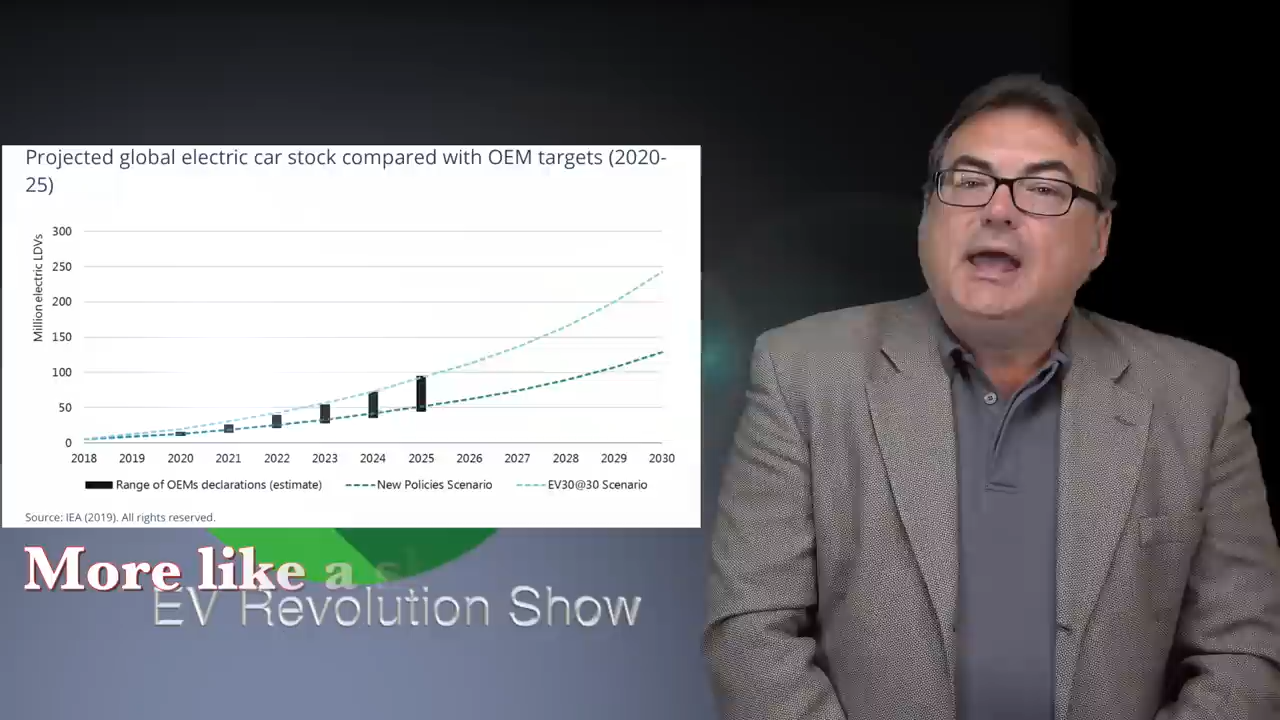 Projected global electric car stock compared with OEM targets (2020-
25)
Million electric LDVs
300
250
200
150
100
50
0
2018 2019 2020 2021 2022 2023 2024 2025 2026 2027 2028 2029 2030
Range of OEMs declarations (estimate) New Policies Scenario EV30@30 Scenario
Source: IEA (2019). All rights reserved.
More like a
EV Revolution Show